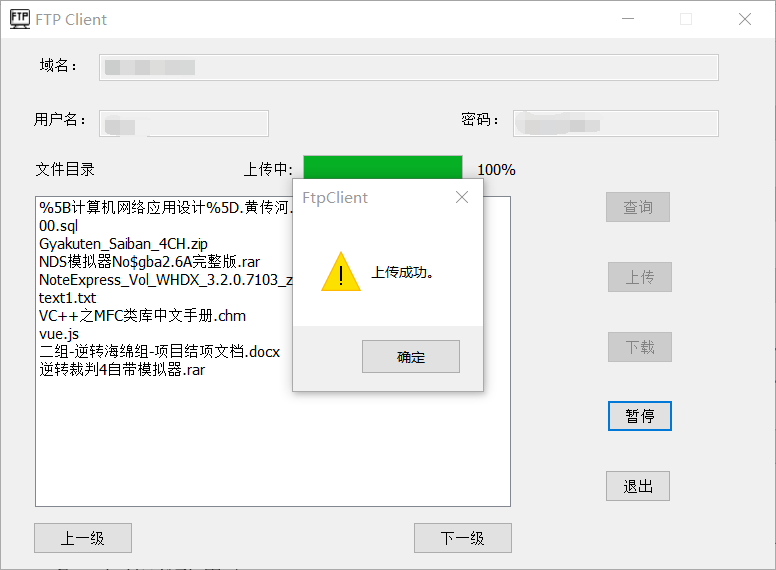 FTP
FTP Client
域名：
用户名：
密码：
文件目录
上传中:
100%
%5B计算机网络应用设计%5D.黄传河.
00.sql
Gyakuten_Saiban_4CH.zip
NDS模拟器No$gba2.6A完整版.rar
NoteExpress_Vol_WHDX_3.2.0.7103_z
text1.txt
VC++之MFC类库中文手册.chm
vue.js
二组-逆转海绵组-项目结项文档.docx
逆转裁判4自带模拟器.rar
FtpClient
上传成功。
确定
查询
上传
下载
暂停
退出
上一级
下一级